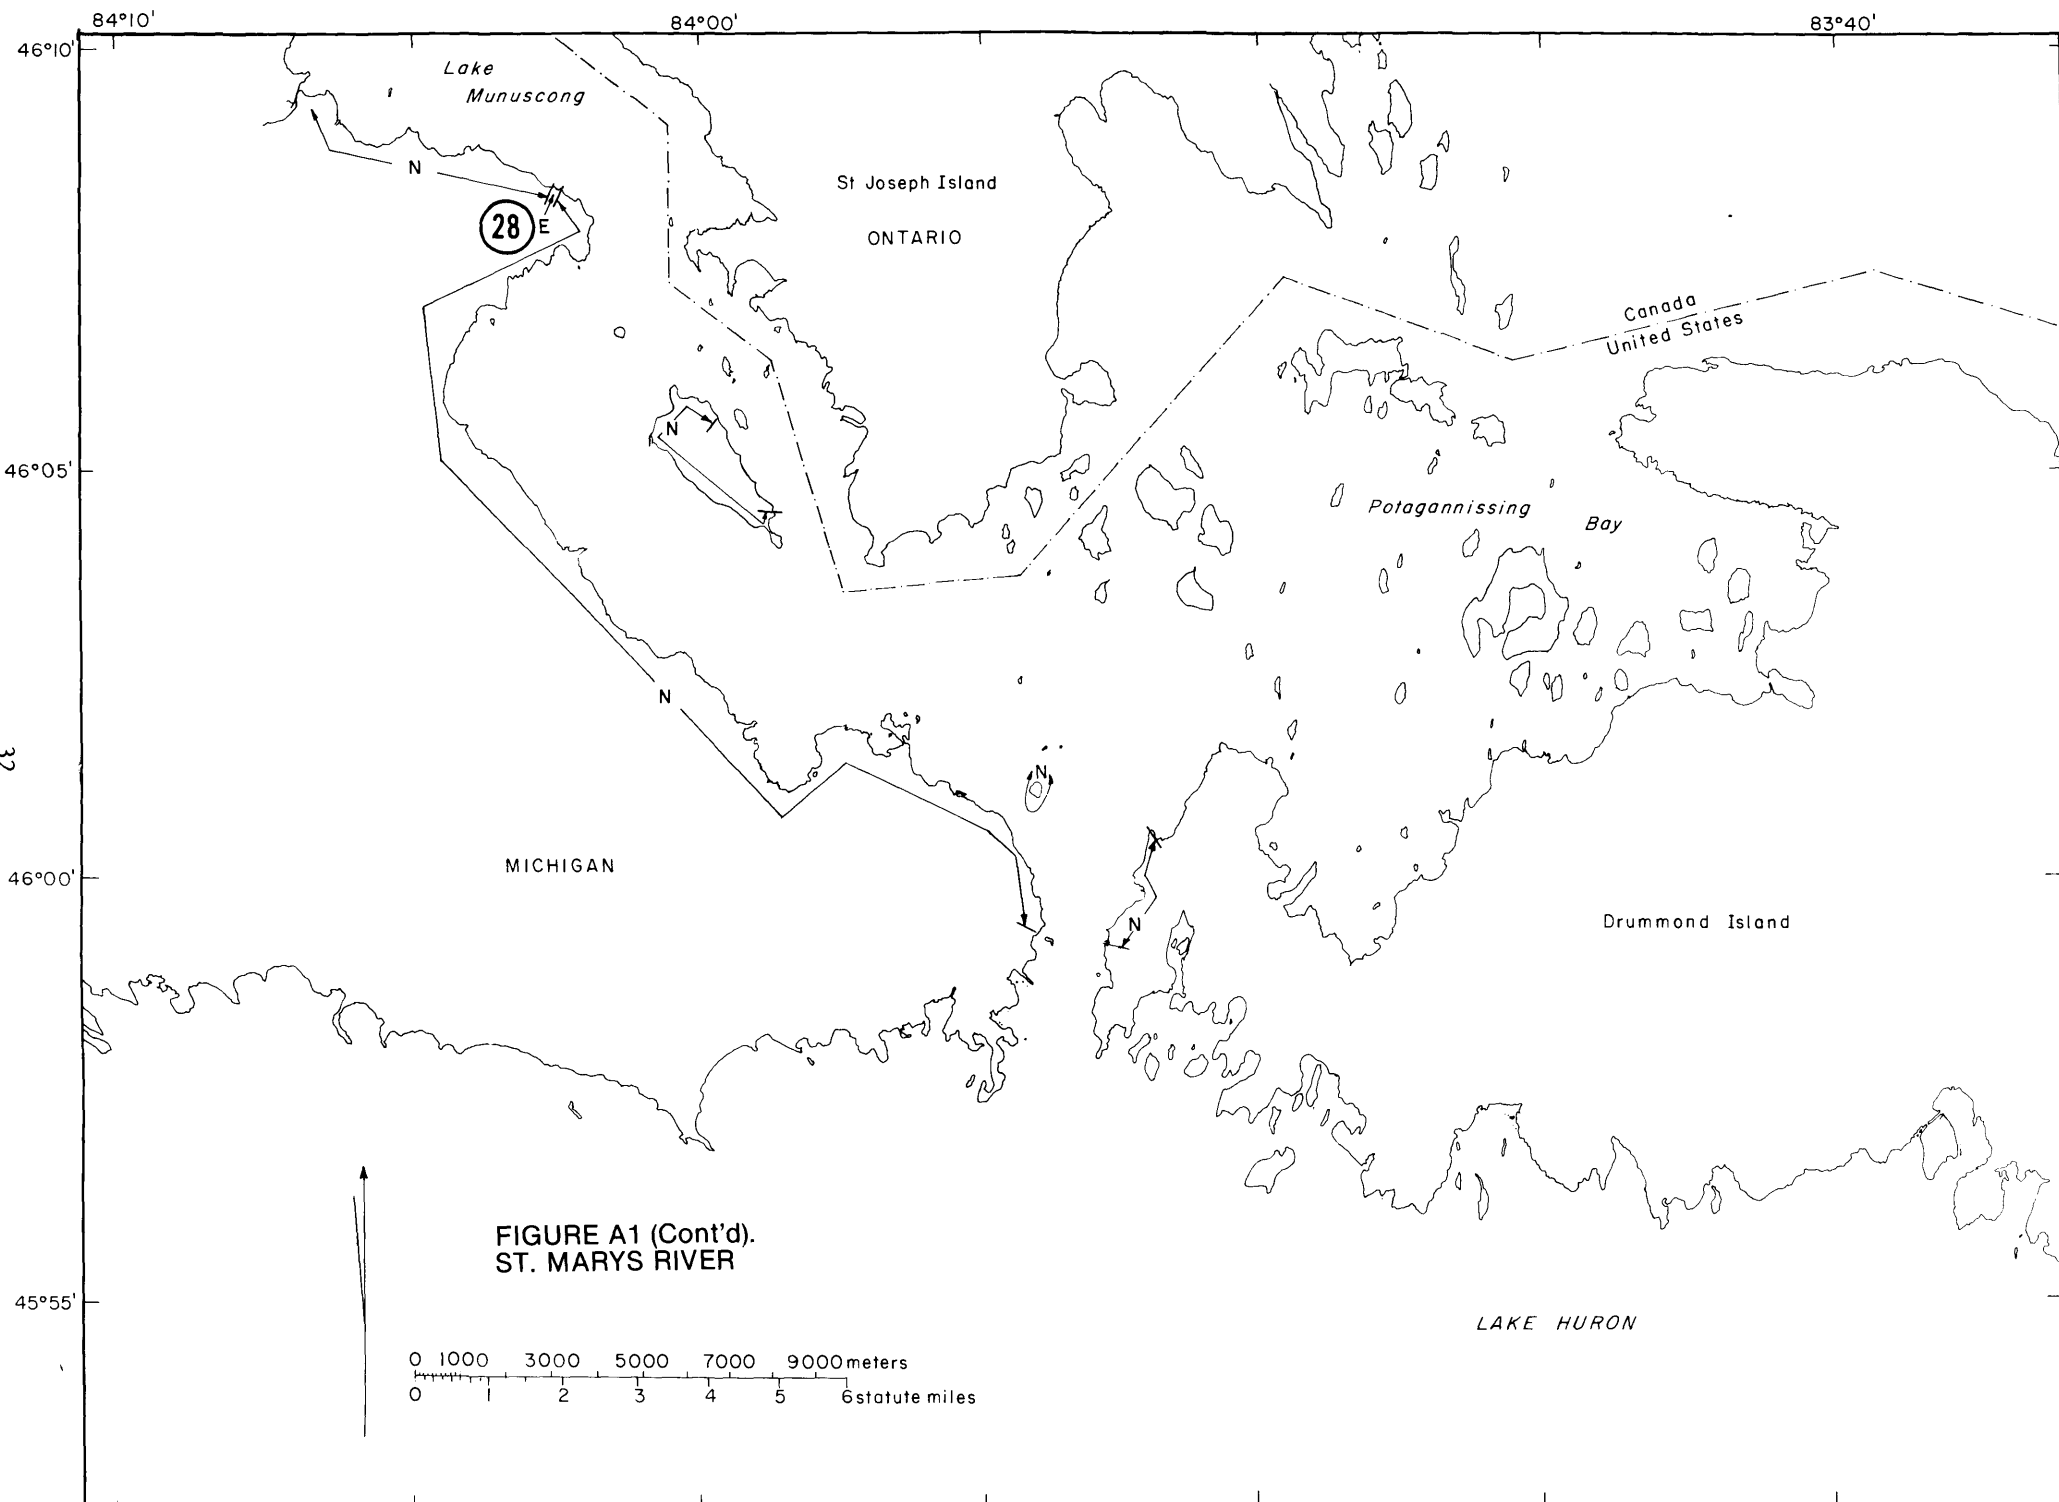 84°10'
84°00'
83°40'
46°10'
Lake
Munuscong
N
St Joseph Island
28 E
ONTARIO
Canada
United States
N
46°05'
Potagannissing
Bay
N
N
32
MICHIGAN
46°00'
N
Drummond Island
FIGURE A1 (Cont'd).
ST. MARYS RIVER
45°55'
LAKE HURON
0 1000 3000 5000 7000 9000 meters
0 1 2 3 4 5 6 statute miles